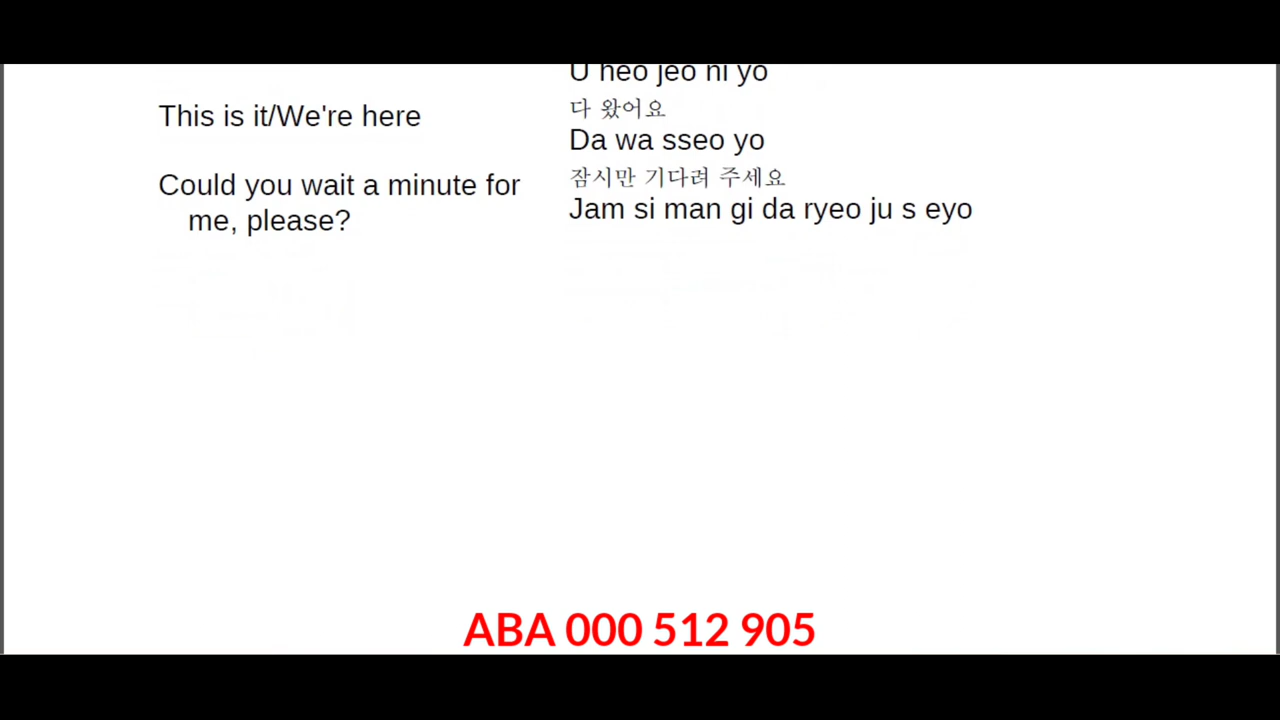 U heo jeo ni yo
This is it/We're here
다 왔어요
Da wa sseo yo
Could you wait a minute for
me, please?
잠시만 기다려 주세요
Jam si man gi da ryeo ju s eyo
ABA 000 512 905